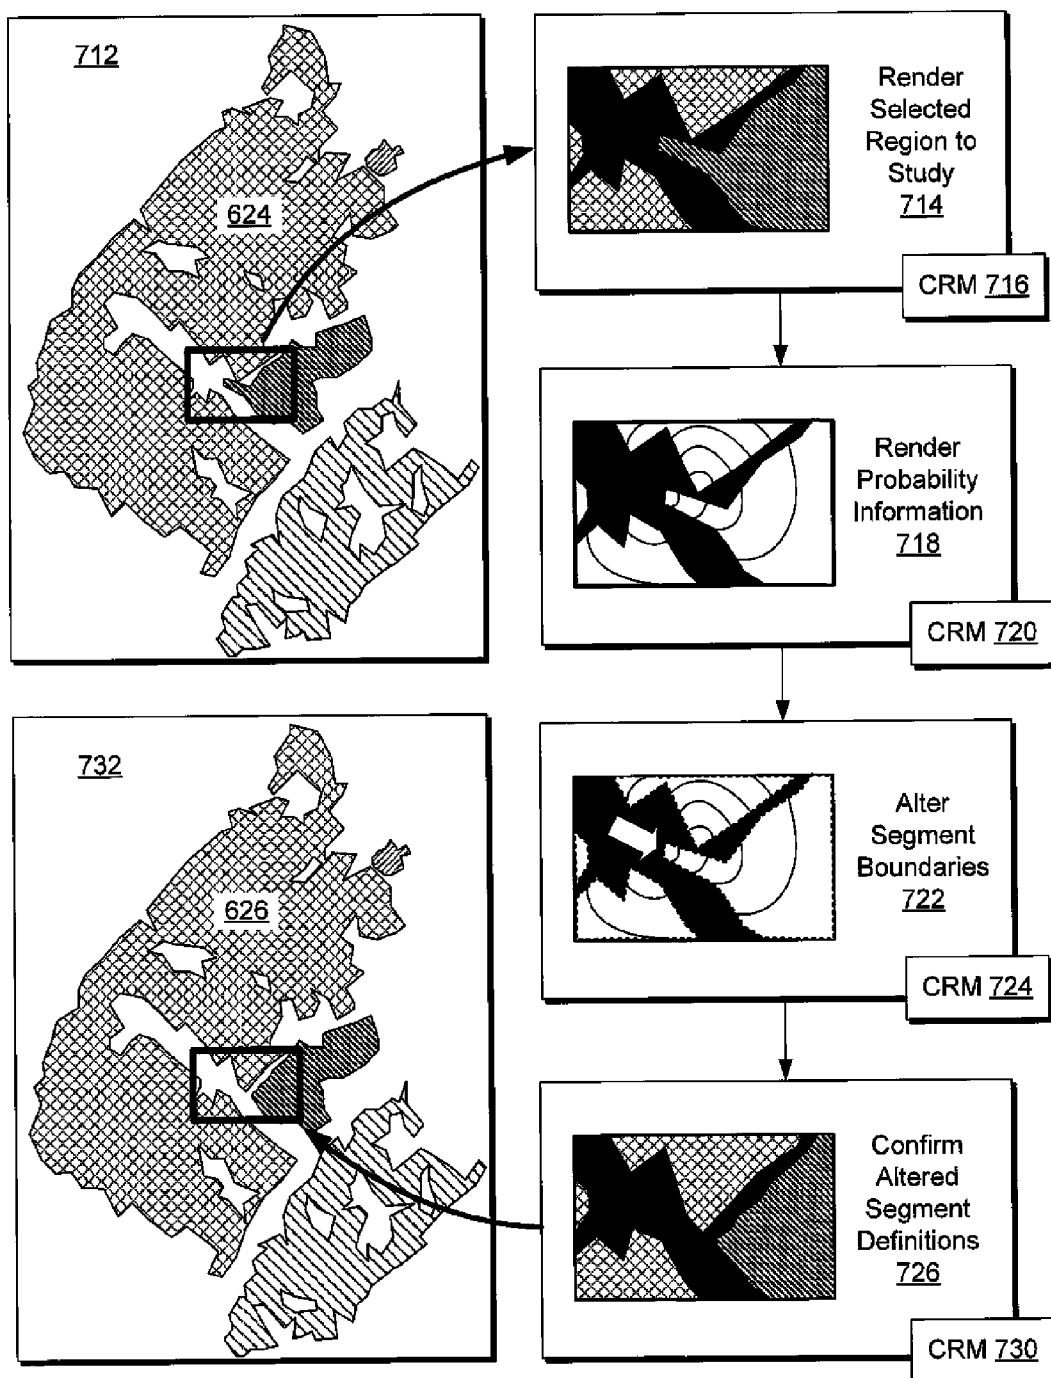 712
624
Render
Selected
Region to
Study
714
CRM 716
Render
Probability
Information
718
CRM 720
Alter
Segment
Boundaries
722
CRM 724
732
626
Confirm
Altered
Segment
Definitions
726
CRM 730